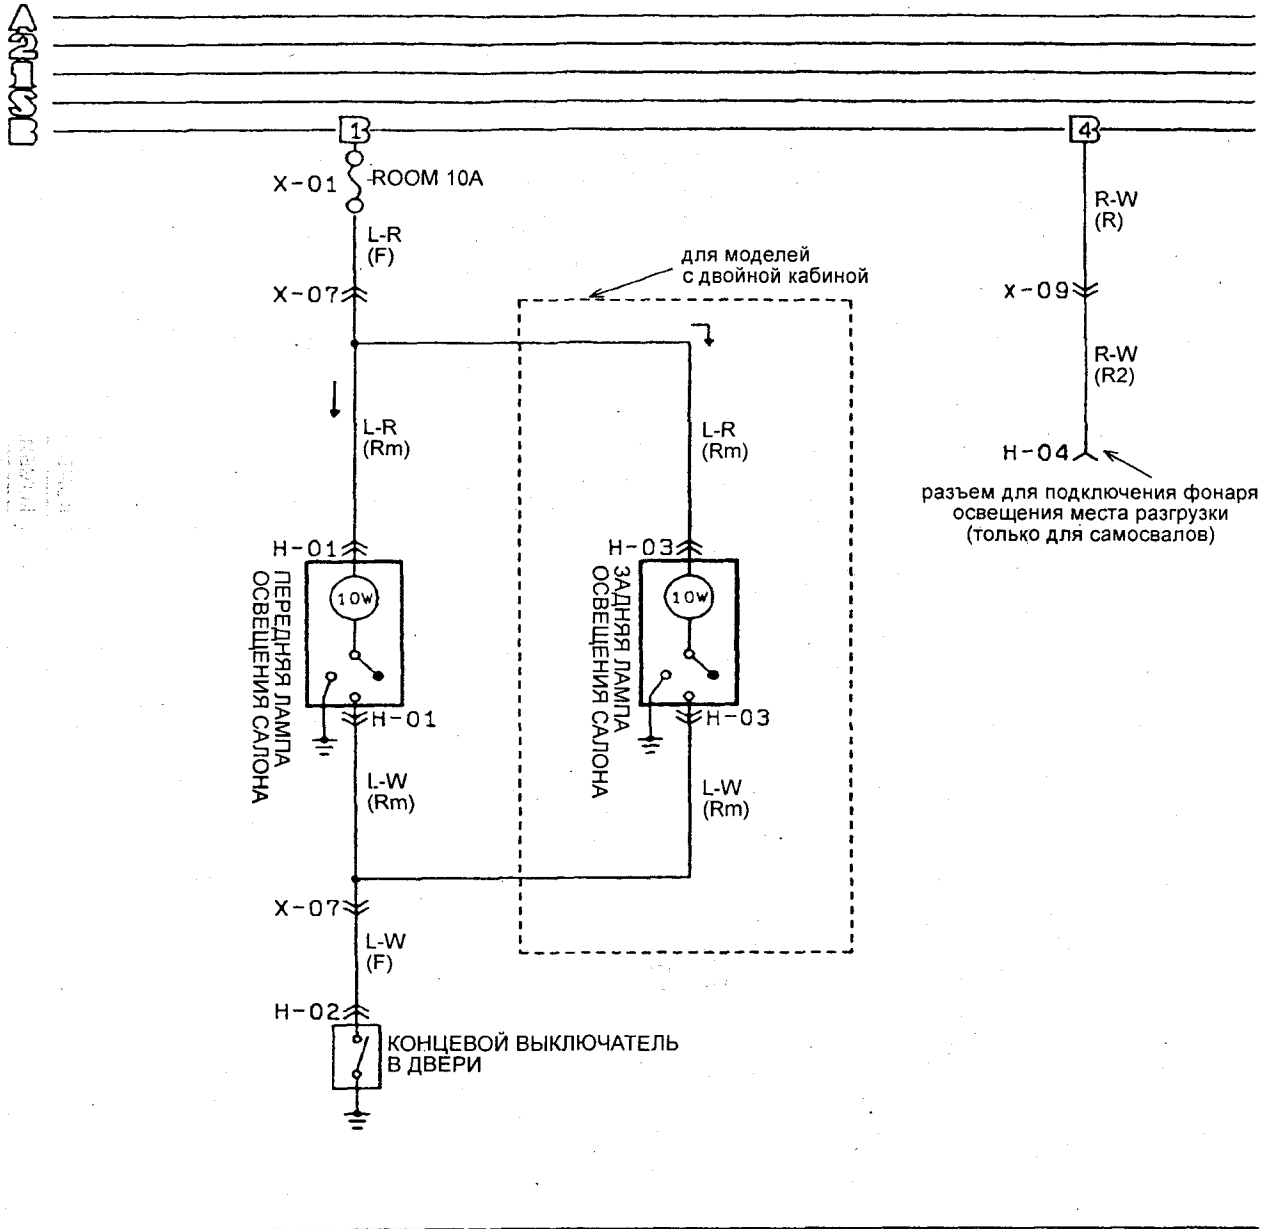 A
2
1
S
B
1
4
X-01
ROOM 10A
L-R
(F)
X-07
для моделей
с двойной кабиной
R-W
(R)
X-09
R-W
(R2)
H-04
разъем для подключения фонаря
освещения места разгрузки
(только для самосвалов)
L-R
(Rm)
L-R
(Rm)
H-01
H-03
10W
10W
ПЕРЕДНЯЯ ЛАМПА
ОСВЕЩЕНИЯ САЛОНА
ЗАДНЯЯ ЛАМПА
ОСВЕЩЕНИЯ САЛОНА
H-01
H-03
L-W
(Rm)
L-W
(Rm)
X-07
L-W
(F)
H-02
КОНЦЕВОЙ ВЫКЛЮЧАТЕЛЬ
В ДВЕРИ